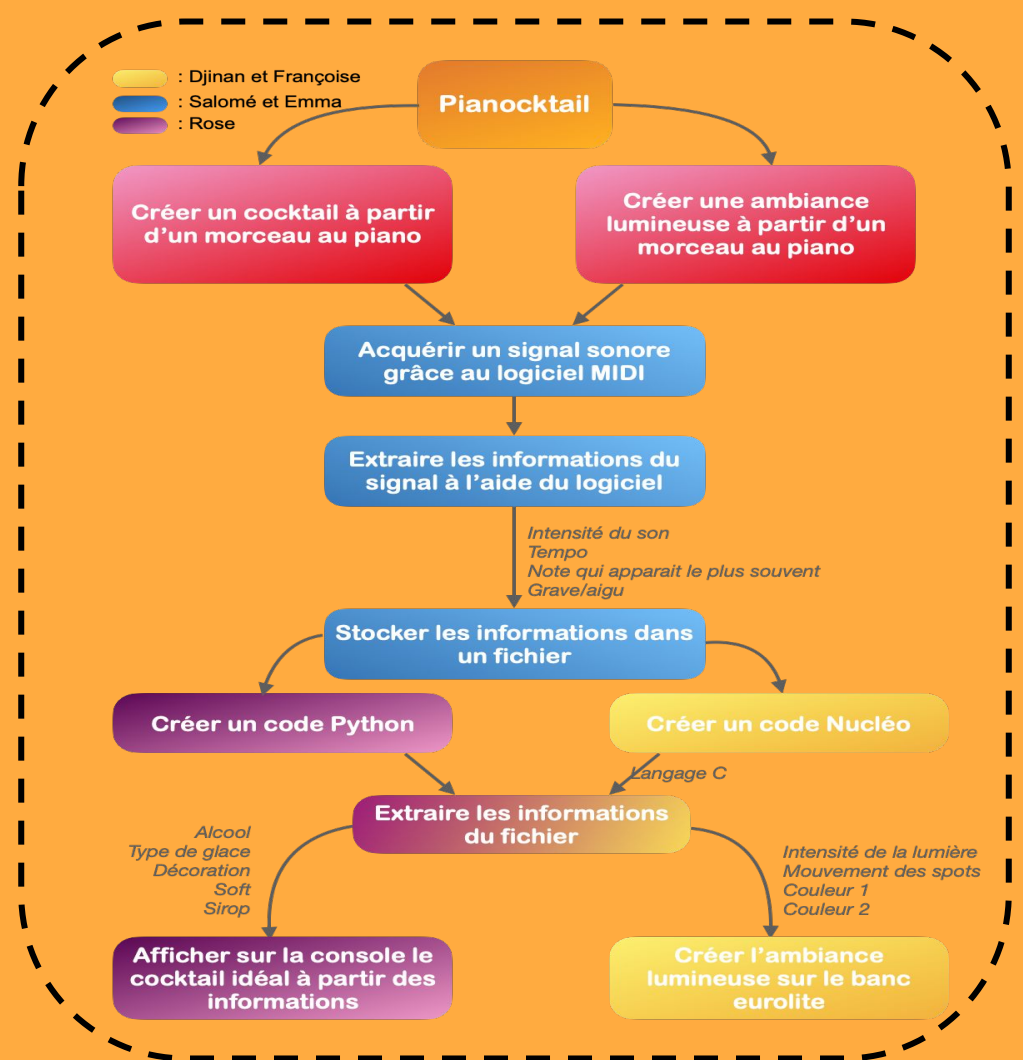 : Djinan et Françoise
: Salomé et Emma
: Rose
Pianocktail
Créer un cocktail à partir
d'un morceau au piano
Créer une ambiance
lumineuse à partir d'un
morceau au piano
Acquérir un signal sonore
grâce au logiciel MIDI
Extraire les informations du
signal à l'aide du logiciel
Intensité du son
Tempo
Note qui apparait le plus souvent
Grave/aigu
Stocker les informations dans
un fichier
Créer un code Python
Créer un code Nucléo
Langage C
Extraire les informations
du fichier
Alcool
Type de glace
Décoration
Soft
Sirop
Intensité de la lumière
Mouvement des spots
Couleur 1
Couleur 2
Afficher sur la console le
cocktail idéal à partir des
informations
Créer l'ambiance
lumineuse sur le banc
eurolite